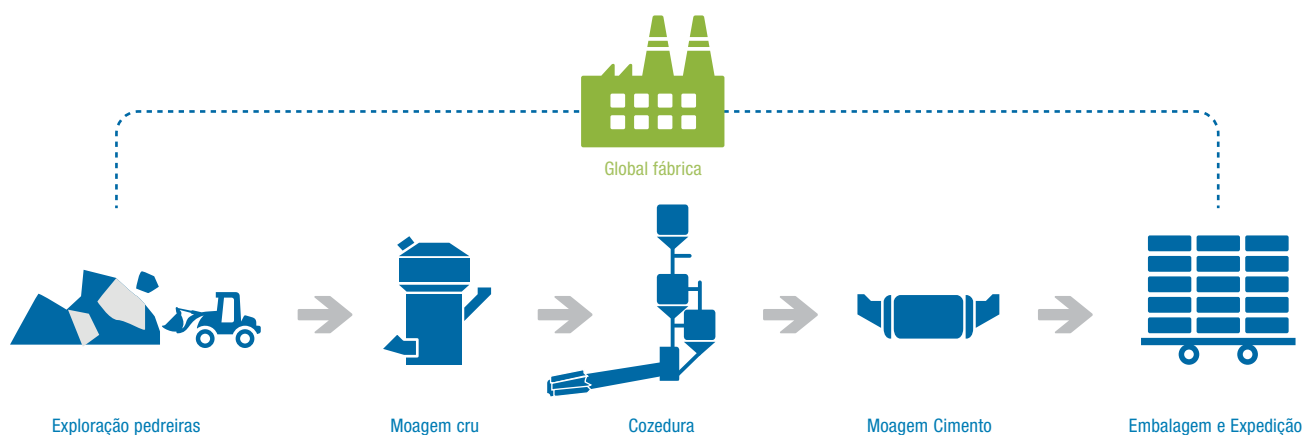 Global fábrica
Exploração pedreiras
Moagem cru
Cozedura
Moagem Cimento
Embalagem e Expedição